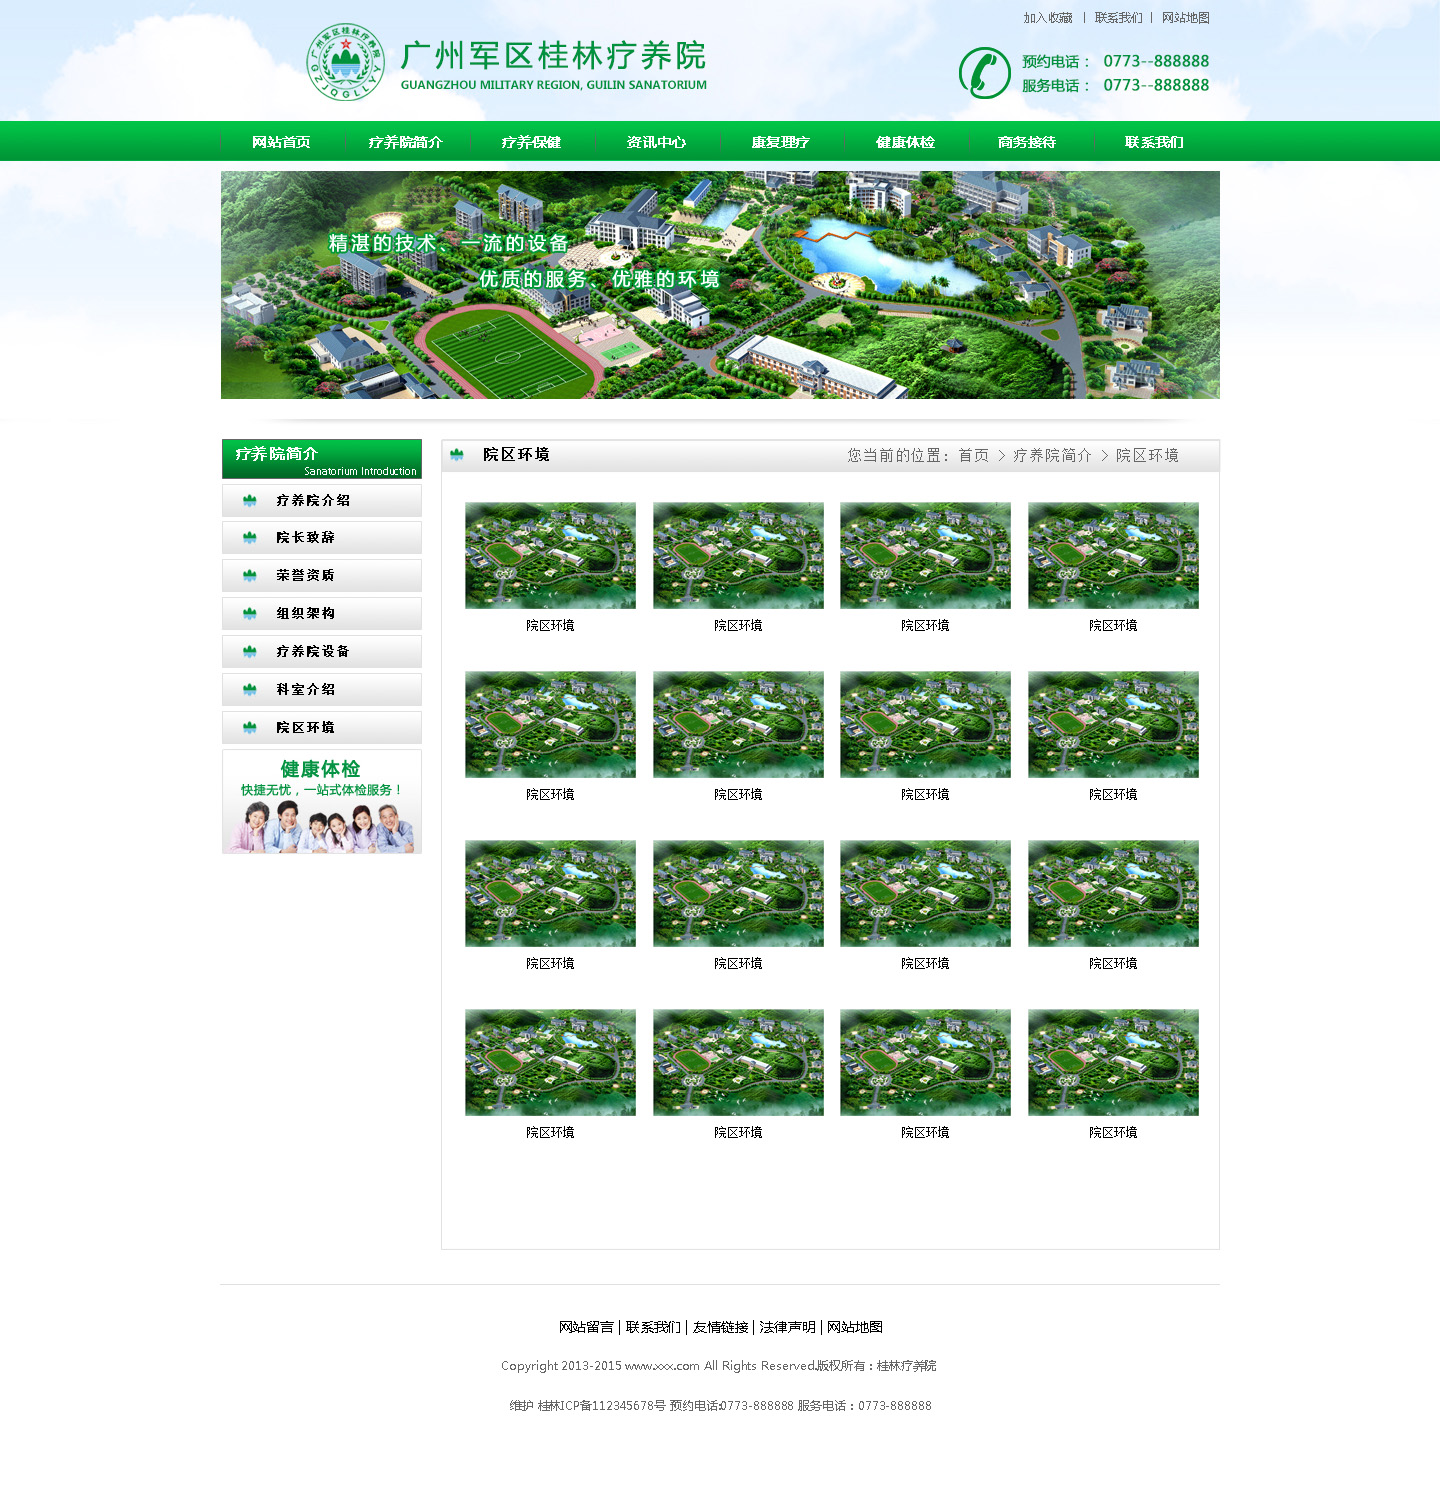 加入收藏 | 联系我们 | 网站地图
广州军区桂林疗养院
GUANGZHOU MILITARY REGION, GUILIN SANATORIUM
广州军区桂林疗养院
GZJQGLLYY
预约电话： 0773--888888
服务电话： 0773--888888
网站首页 疗养院简介 疗养保健 资讯中心 康复理疗 健康体检 商务接待 联系我们
精湛的技术、一流的设备
优质的服务、优雅的环境
疗养院简介
Sanatorium Introduction
疗养院介绍
院长致辞
荣誉资质
组织架构
疗养院设备
科室介绍
院区环境
健康体检
快捷无忧，一站式体检服务！
院区环境
您当前的位置：首页 > 疗养院简介 > 院区环境
院区环境 院区环境 院区环境 院区环境
院区环境 院区环境 院区环境 院区环境
院区环境 院区环境 院区环境 院区环境
院区环境 院区环境 院区环境 院区环境
网站留言 | 联系我们 | 友情链接 | 法律声明 | 网站地图
Copyright 2013-2015 www.xxx.com All Rights Reserved.版权所有：桂林疗养院
维护 桂林ICP备112345678号 预约电话:0773-888888 服务电话：0773-888888